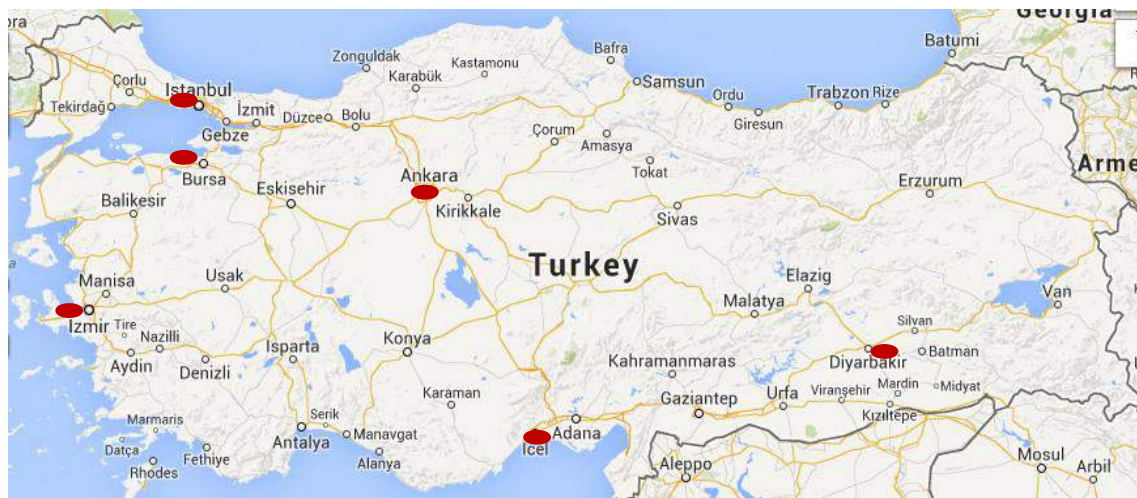 Georgia
ora
Batumi
Bafra
Zonguldak
Kastamonu
Karabük
Samsun
Çorlu
Istanbul
Tekirdağ
İzmit
Düzce
Bolu
Gebze
Ordu
Giresun
Trabzon
Rize
Çorum
Amasya
Tokat
Arme
Bursa
Eskisehir
Ankara
Kirikkale
Balikesir
Sivas
Erzurum
Turkey
Manisa
Usak
Elazig
Malatya
Van
İzmir
Tire
Nazilli
Aydin
Denizli
Isparta
Konya
Silvan
Diyarbakir
Batman
Kahramanmaras
Karaman
Gaziantep
Urfa
Viranşehir
Mardin
Midyat
Kızıltepe
Marmaris
Datça
Rhodes
Fethiye
Serik
Antalya
Manavgat
Alanya
Icel
Adana
Aleppo
Mosul
Arbil